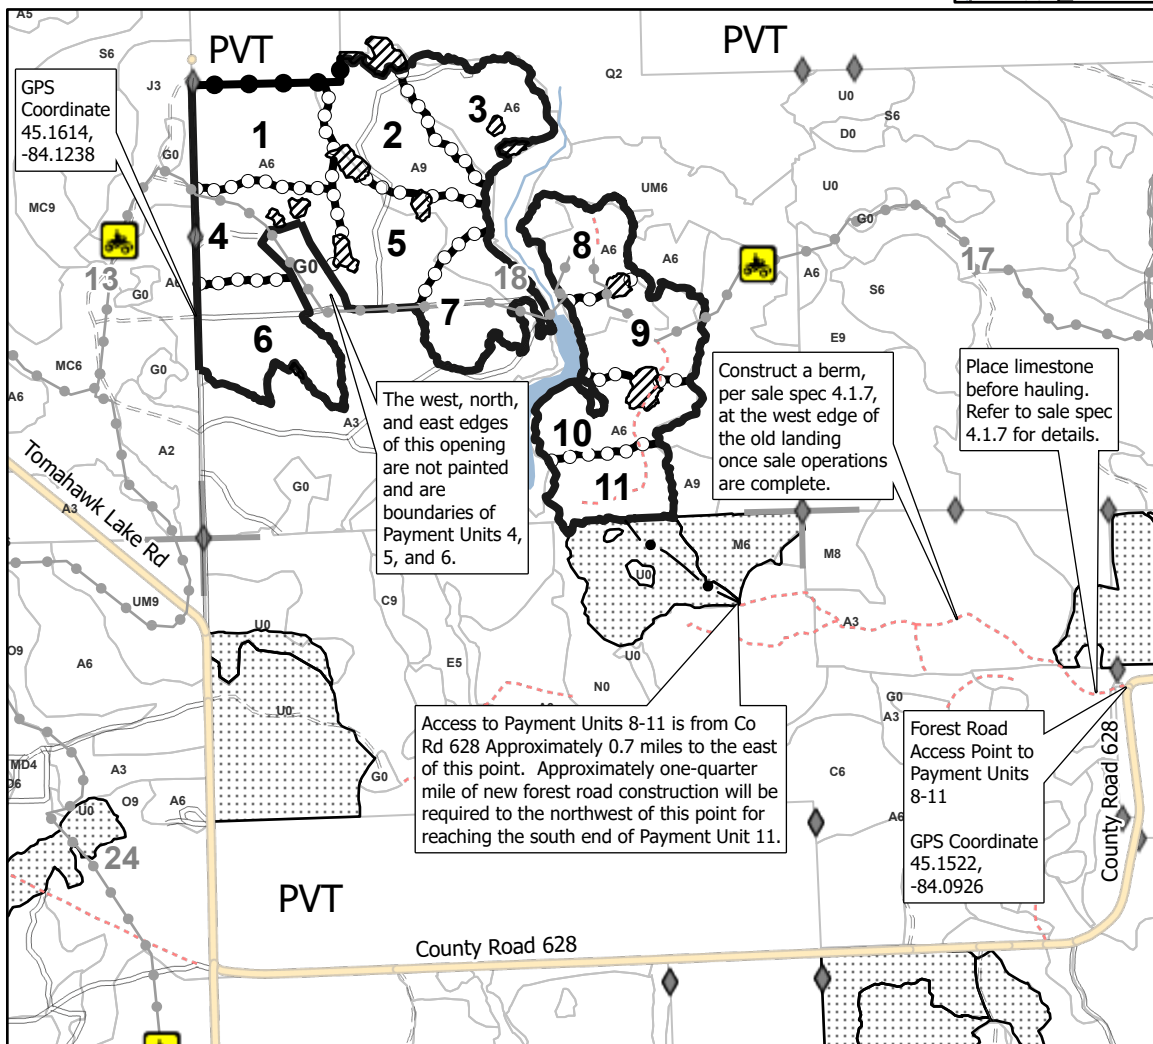 A5
PVT
PVT
S6
J3
Q2
U0
S6
D0
GPS
Coordinate
45.1614,
-84.1238
1
2
3
A6
A6
A9
G0
MC9
UM6
U0
G0
4
5
8
A6
A6
17
A6
13
G0
A6
G0
18
S6
7
9
E9
6
MC6
G0
A6
A3
A2
G0
The west, north,
and east edges
of this opening
are not painted
and are
boundaries of
Payment Units 4,
5, and 6.
10
A6
11
A9
Construct a berm,
per sale spec 4.1.7,
at the west edge of
the old landing
once sale operations
are complete.
Place limestone
before hauling.
Refer to sale spec
4.1.7 for details.
Tomahawk Lake Rd
A3
M6
M8
U0
C9
UM9
U0
A3
O9
A6
E5
U0
N0
U0
G0
A3
Access to Payment Units 8-11 is from Co
Rd 628 Approximately 0.7 miles to the east
of this point. Approximately one-quarter
mile of new forest road construction will be
required to the northwest of this point for
reaching the south end of Payment Unit 11.
Forest Road
Access Point to
Payment Units
8-11
GPS Coordinate
45.1522,
-84.0926
County Road 628
MD4
A3
G0
C6
O9
A6
U0
A6
24
PVT
County Road 628